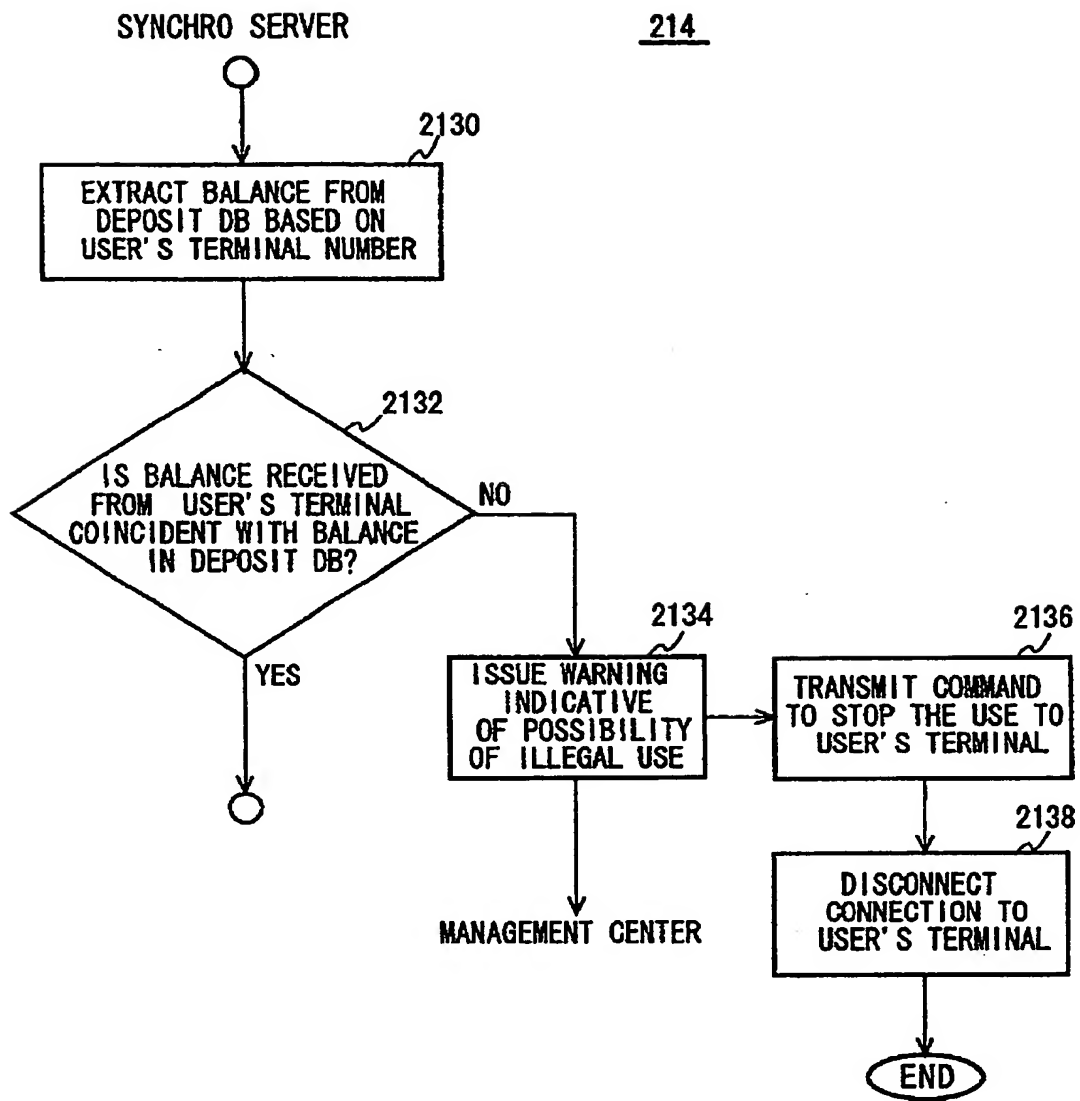 SYNCHRO SERVER
214
2130
EXTRACT BALANCE FROM
DEPOSIT DB BASED ON
USER'S TERMINAL NUMBER
2132
IS BALANCE RECEIVED
FROM USER'S TERMINAL
COINCIDENT WITH BALANCE
IN DEPOSIT DB?
NO
YES
2134
ISSUE WARNING
INDICATIVE
OF POSSIBILITY
OF ILLEGAL USE
2136
TRANSMIT COMMAND
TO STOP THE USE TO
USER'S TERMINAL
MANAGEMENT CENTER
2138
DISCONNECT
CONNECTION TO
USER'S TERMINAL
END